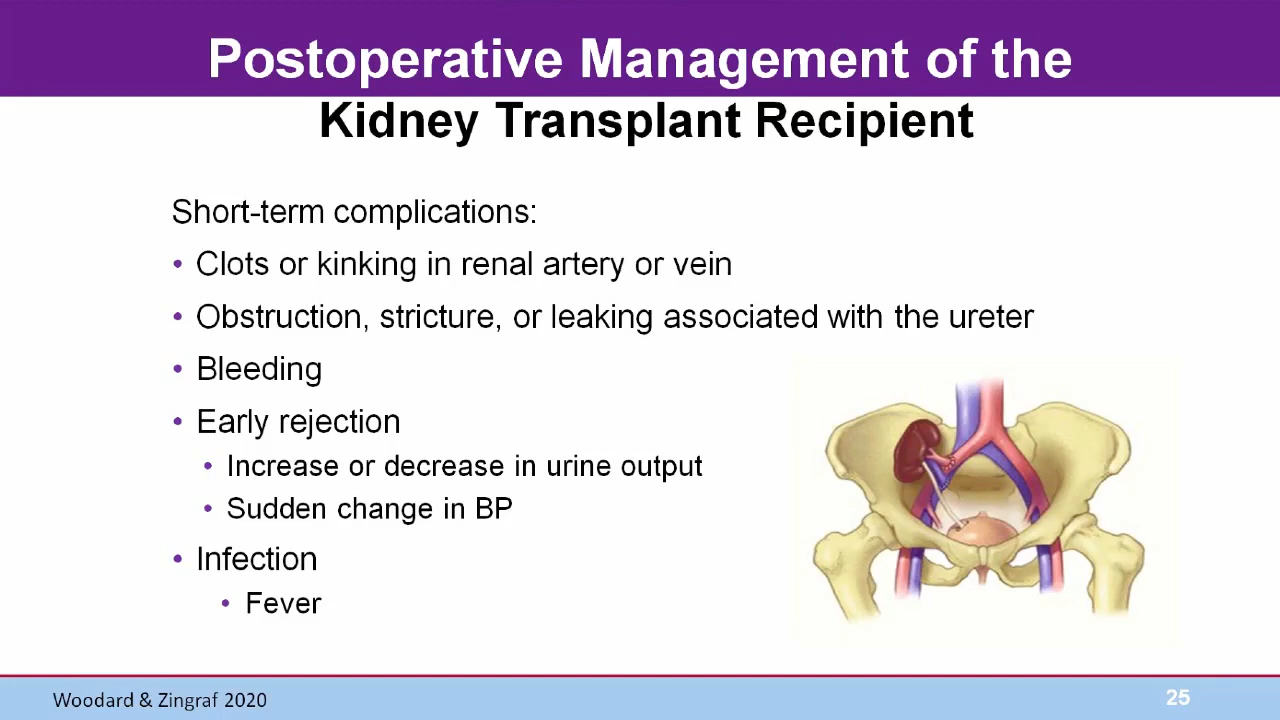 Postoperative Management of the
Kidney Transplant Recipient
Short-term complications:
• Clots or kinking in renal artery or vein
• Obstruction, stricture, or leaking associated with the ureter
• Bleeding
• Early rejection
• Increase or decrease in urine output
• Sudden change in BP
• Infection
• Fever
Woodard & Zingraf 2020
25